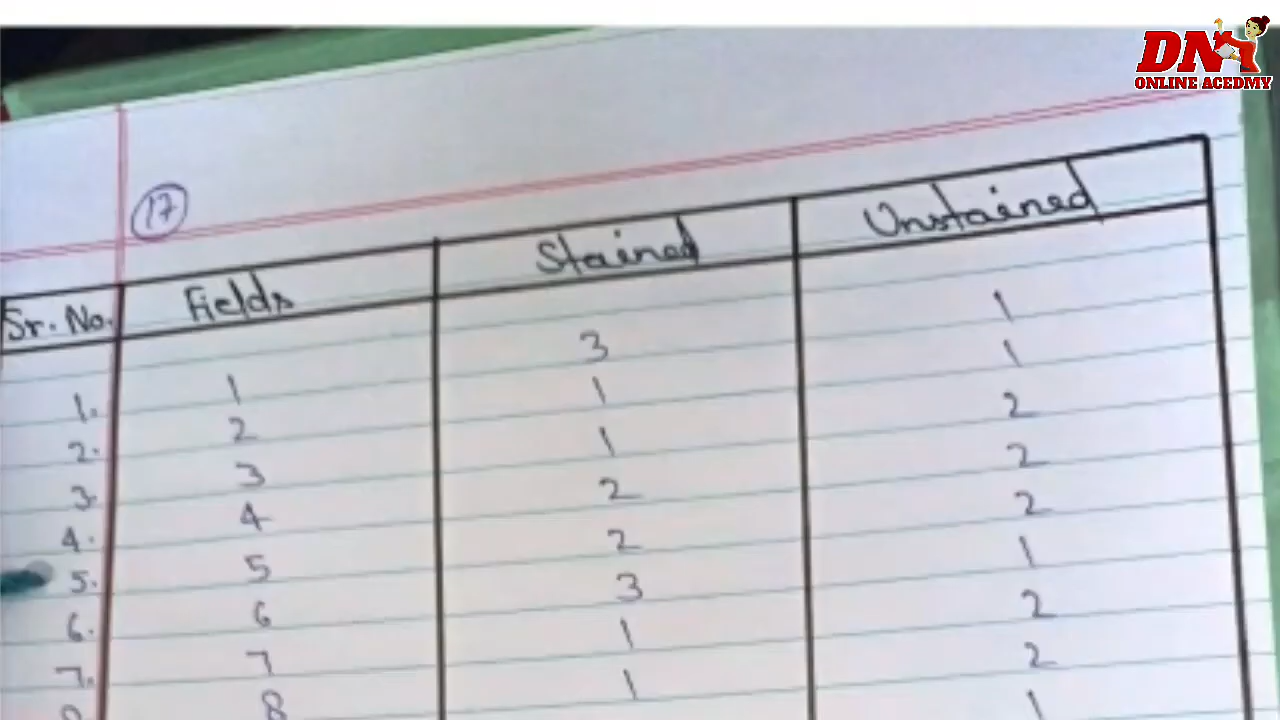 DN
ONLINE ACEDMY
17
Sr. No. Fields Stained Unstained
1. 1 3 1
2. 2 1 1
3. 3 1 2
4. 4 2 2
5. 5 2 2
6. 6 3 1
7. 7 1 2
8 1 2
1